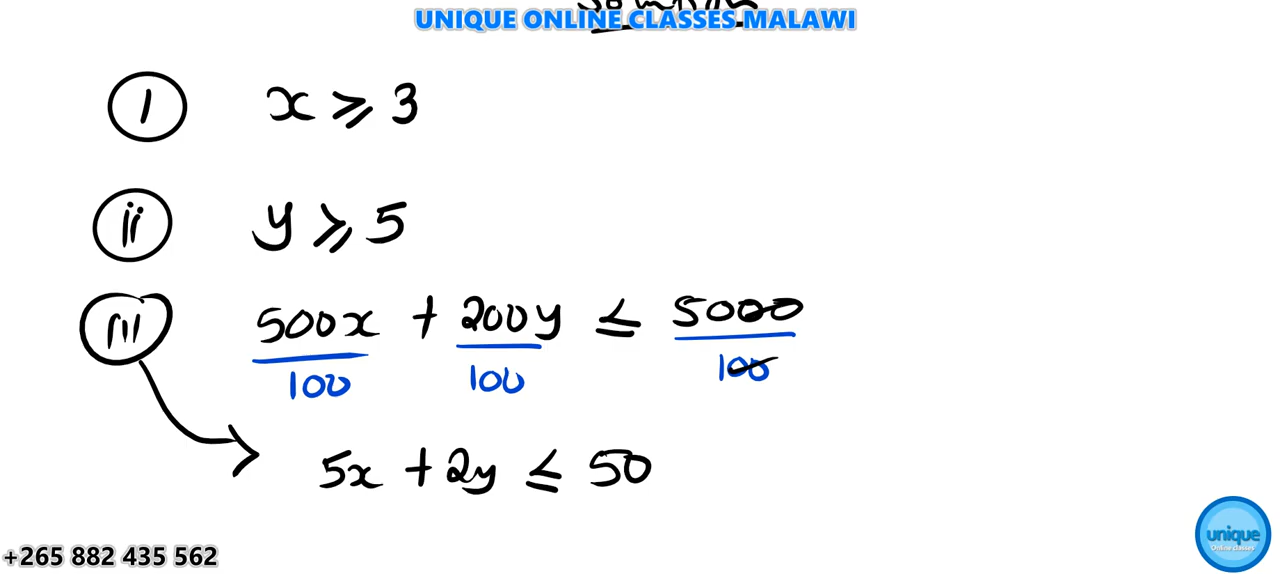 UNIQUE ONLINE CLASSES MALAWI
i x ≥ 3
ii y ≥ 5
iii 500x + 200y ≤ 5000
100 100 100
5x + 2y ≤ 50
+265 882 435 562
unique
Online classes